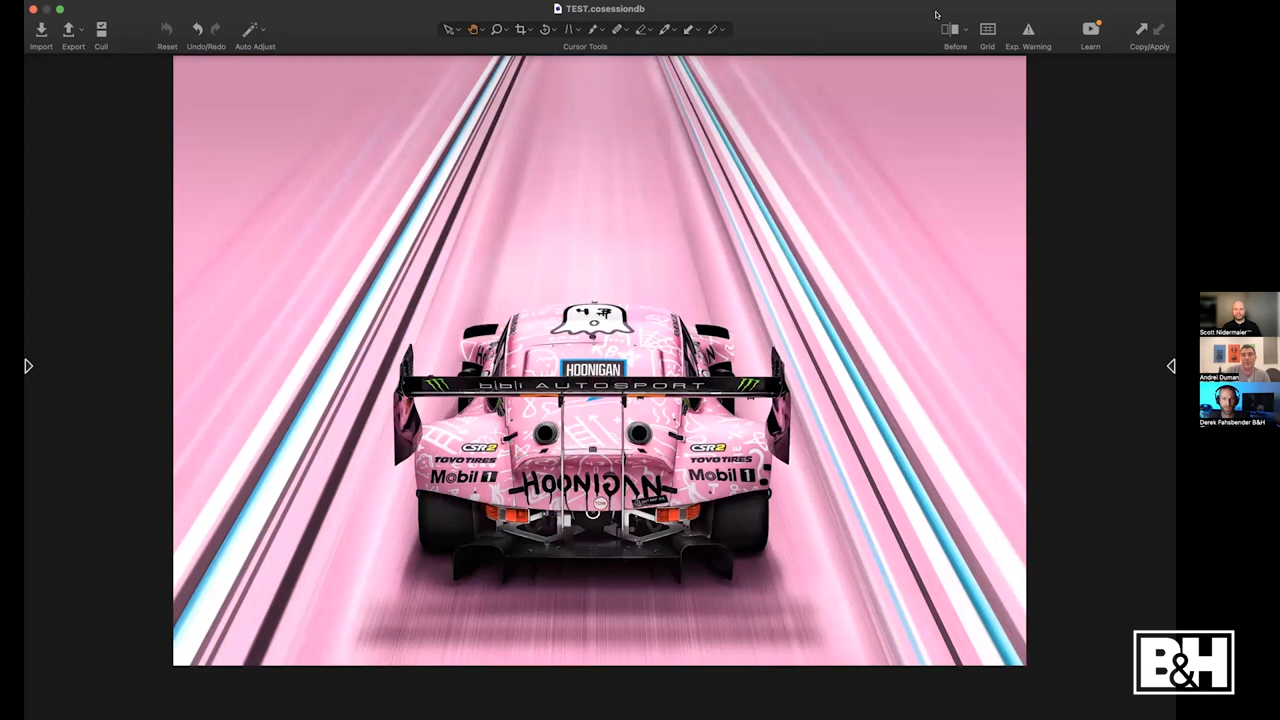 TEST.cosessiondb
Import
Export
Cull
Reset
Undo/Redo
Auto Adjust
Cursor Tools
Before
Grid
Exp. Warning
Learn
Copy/Apply
HOONIGAN
bbi AUTOSPORT
CSR2
CSR2
TOYO TIRES
TOYO TIRES
Mobil 1
Mobil 1
HOONIGAN
TOW
Scott Nidermaier
Andrei Duman
Derek Fahsbender B&H
B&H